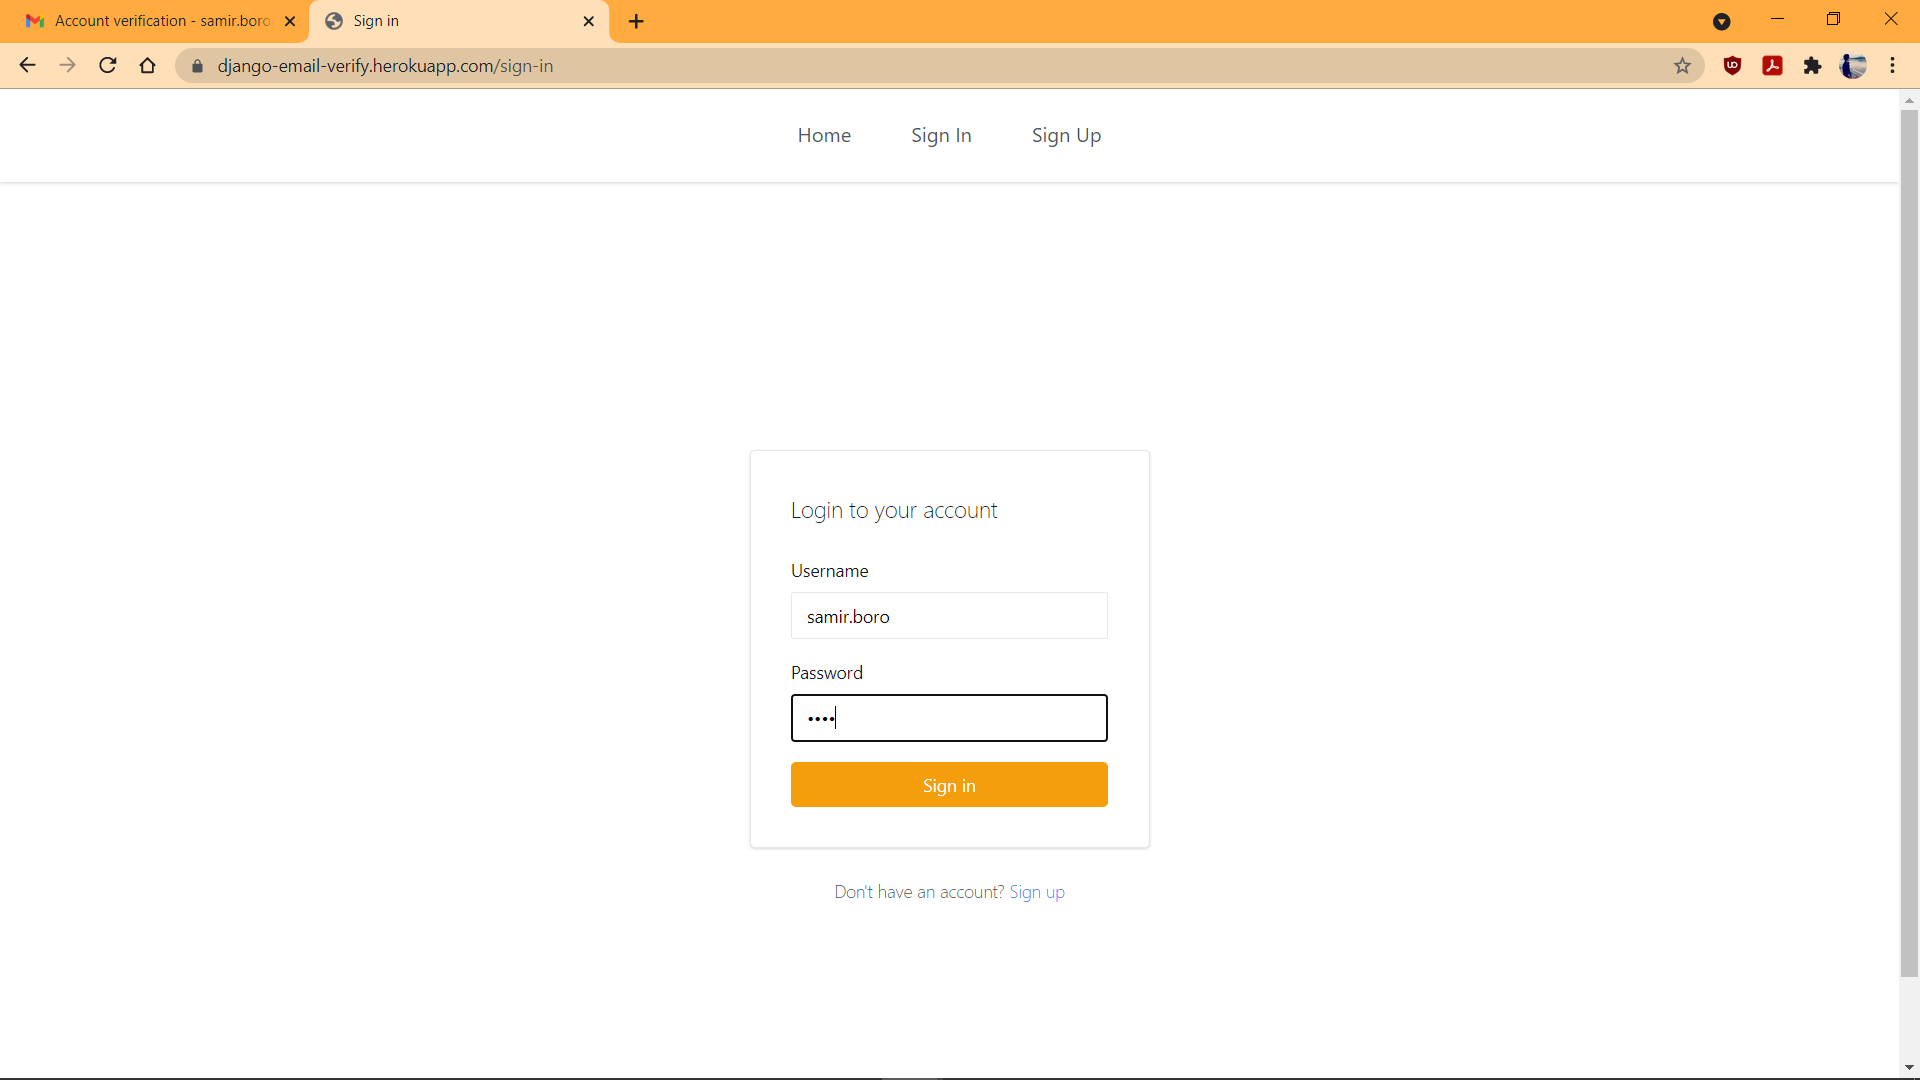 Account verification - samir.boro
Sign in
django-email-verify.herokuapp.com/sign-in
Home Sign In Sign Up
Login to your account
Username
samir.boro
Password
••••
Sign in
Don't have an account? Sign up